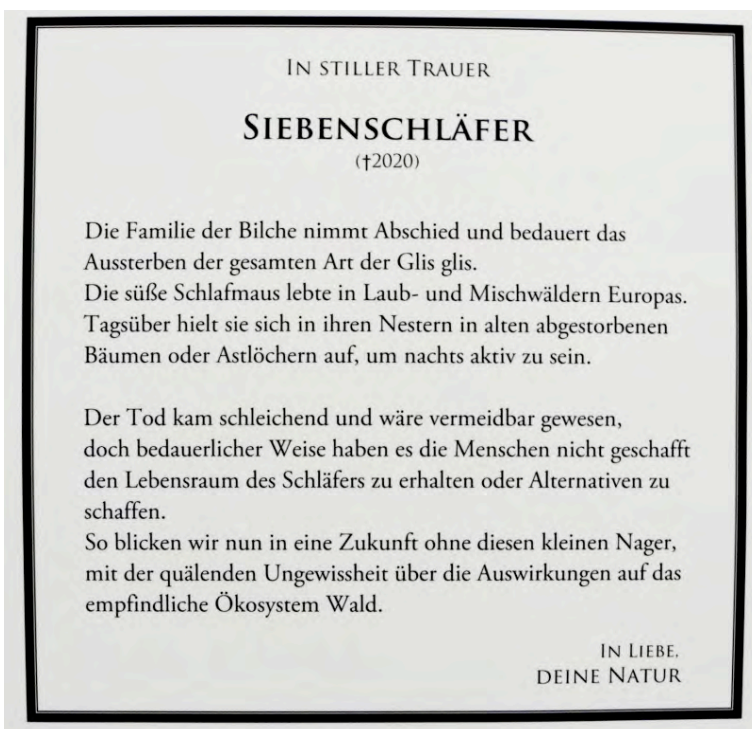 IN STILLER TRAUER
SIEBENSCHLÄFER
(†2020)
Die Familie der Bilche nimmt Abschied und bedauert das
Aussterben der gesamten Art der Glis glis.
Die süße Schlafmaus lebte in Laub- und Mischwäldern Europas.
Tagsüber hielt sie sich in ihren Nestern in alten abgestorbenen
Bäumen oder Astlöchern auf, um nachts aktiv zu sein.
Der Tod kam schleichend und wäre vermeidbar gewesen,
doch bedauerlicher Weise haben es die Menschen nicht geschafft
den Lebensraum des Schläfers zu erhalten oder Alternativen zu
schaffen.
So blicken wir nun in eine Zukunft ohne diesen kleinen Nager,
mit der quälenden Ungewissheit über die Auswirkungen auf das
empfindliche Ökosystem Wald.
IN LIEBE,
DEINE NATUR